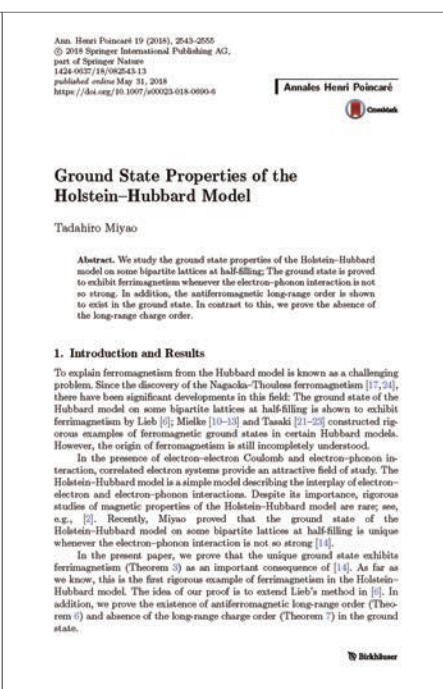 Ann. Henri Poincaré 19 (2018), 2543–2555
© 2018 Springer International Publishing AG,
part of Springer Nature
1424-0637/18/082543-13
published online May 31, 2018
https://doi.org/10.1007/s00023-018-0690-6
Annales Henri Poincaré
CrossMark
Ground State Properties of the
Holstein–Hubbard Model
Tadahiro Miyao
Abstract. We study the ground state properties of the Holstein–Hubbard
model on some bipartite lattices at half-filling; The ground state is proved
to exhibit ferrimagnetism whenever the electron–phonon interaction is not
so strong. In addition, the antiferromagnetic long-range order is shown
to exist in the ground state. In contrast to this, we prove the absence of
the long-range charge order.
1. Introduction and Results
To explain ferromagnetism from the Hubbard model is known as a challenging
problem. Since the discovery of the Nagaoka–Thouless ferromagnetism [17,24],
there have been significant developments in this field: The ground state of the
Hubbard model on some bipartite lattices at half-filling is shown to exhibit
ferrimagnetism by Lieb [6]; Mielke [10–13] and Tasaki [21–23] constructed rig-
orous examples of ferromagnetic ground states in certain Hubbard models.
However, the origin of ferromagnetism is still incompletely understood.
In the presence of electron–electron Coulomb and electron–phonon in-
teraction, correlated electron systems provide an attractive field of study. The
Holstein–Hubbard model is a simple model describing the interplay of electron–
electron and electron–phonon interactions. Despite its importance, rigorous
studies of magnetic properties of the Holstein–Hubbard model are rare; see,
e.g., [2]. Recently, Miyao proved that the ground state of the
Holstein–Hubbard model on some bipartite lattices at half-filling is unique
whenever the electron–phonon interaction is not so strong [14].
In the present paper, we prove that the unique ground state exhibits
ferrimagnetism (Theorem 3) as an important consequence of [14]. As far as
we know, this is the first rigorous example of ferrimagnetism in the Holstein–
Hubbard model. The idea of our proof is to extend Lieb's method in [6]. In
addition, we prove the existence of antiferromagnetic long-range order (Theo-
rem 6) and absence of the long-range charge order (Theorem 7) in the ground
state.
Birkhäuser